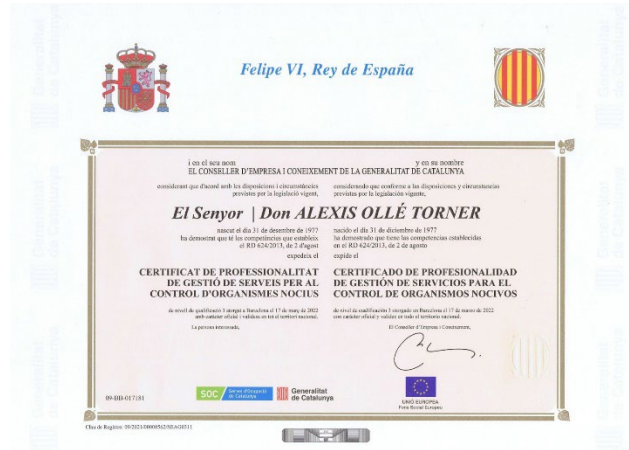 Felipe VI, Rey de España
i en el seu nom
y en su nombre
EL CONSELLER D'EMPRESA I CONEIXEMENT DE LA GENERALITAT DE CATALUNYA
considerant que d'acord amb les disposicions i circumstàncies
previstes per la legislació vigent,
considerando que conforme a las disposiciones y circunstancias
previstas por la legislación vigente,
El Senyor | Don ALEXIS OLLÉ TORNER
nascut el dia 31 de desembre de 1977
ha demostrat que té les competències que estableix
el RD 624/2013, de 2 d'agost
expedeix el
nacido el día 31 de diciembre de 1977
ha demostrado que tiene las competencias establecidas
en el RD 624/2013, de 2 de agosto
expide el
CERTIFICAT DE PROFESSIONALITAT
DE GESTIÓ DE SERVEIS PER AL
CONTROL D'ORGANISMES NOCIUS
CERTIFICADO DE PROFESIONALIDAD
DE GESTIÓN DE SERVICIOS PARA EL
CONTROL DE ORGANISMOS NOCIVOS
de nivell de qualificació 3 atorgat a Barcelona el 17 de març de 2022
amb caràcter oficial i validesa en tot el territori nacional.
de nivel de cualificación 3 otorgado en Barcelona el 17 de marzo de 2022
con carácter oficial y validez en todo el territorio nacional.
La persona interessada,
El Conseller d'Empresa i Coneixement,
09-BB-017181
SOC Servei d'Ocupació
de Catalunya
Generalitat
de Catalunya
UNIÓ EUROPEA
Fons Social Europeu
Clau de Registre: